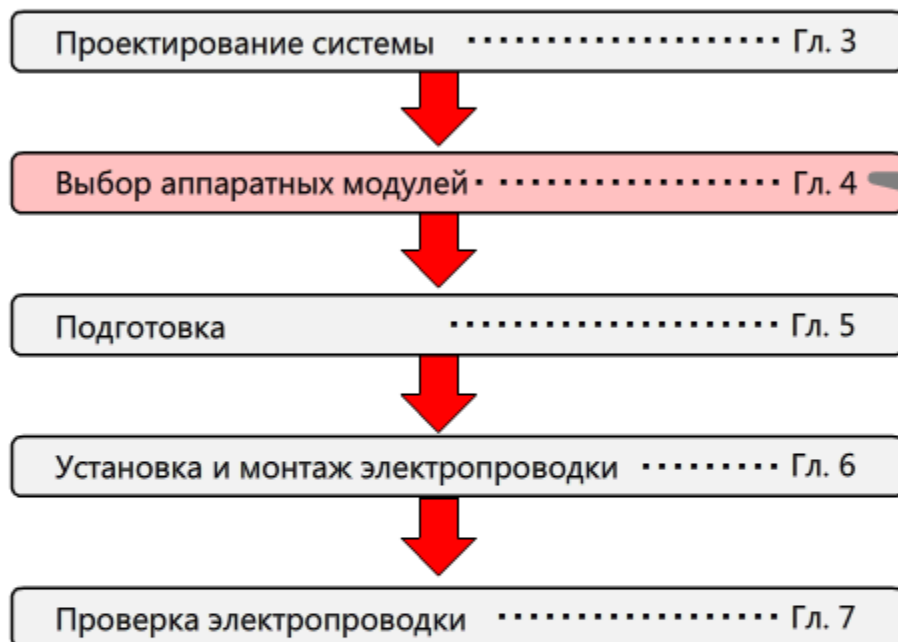 Проектирование системы ···················· Гл. 3
Выбор аппаратных модулей· ·················· Гл. 4
Подготовка ····················· Гл. 5
Установка и монтаж электропроводки ········· Гл. 6
Проверка электропроводки ·················· Гл. 7